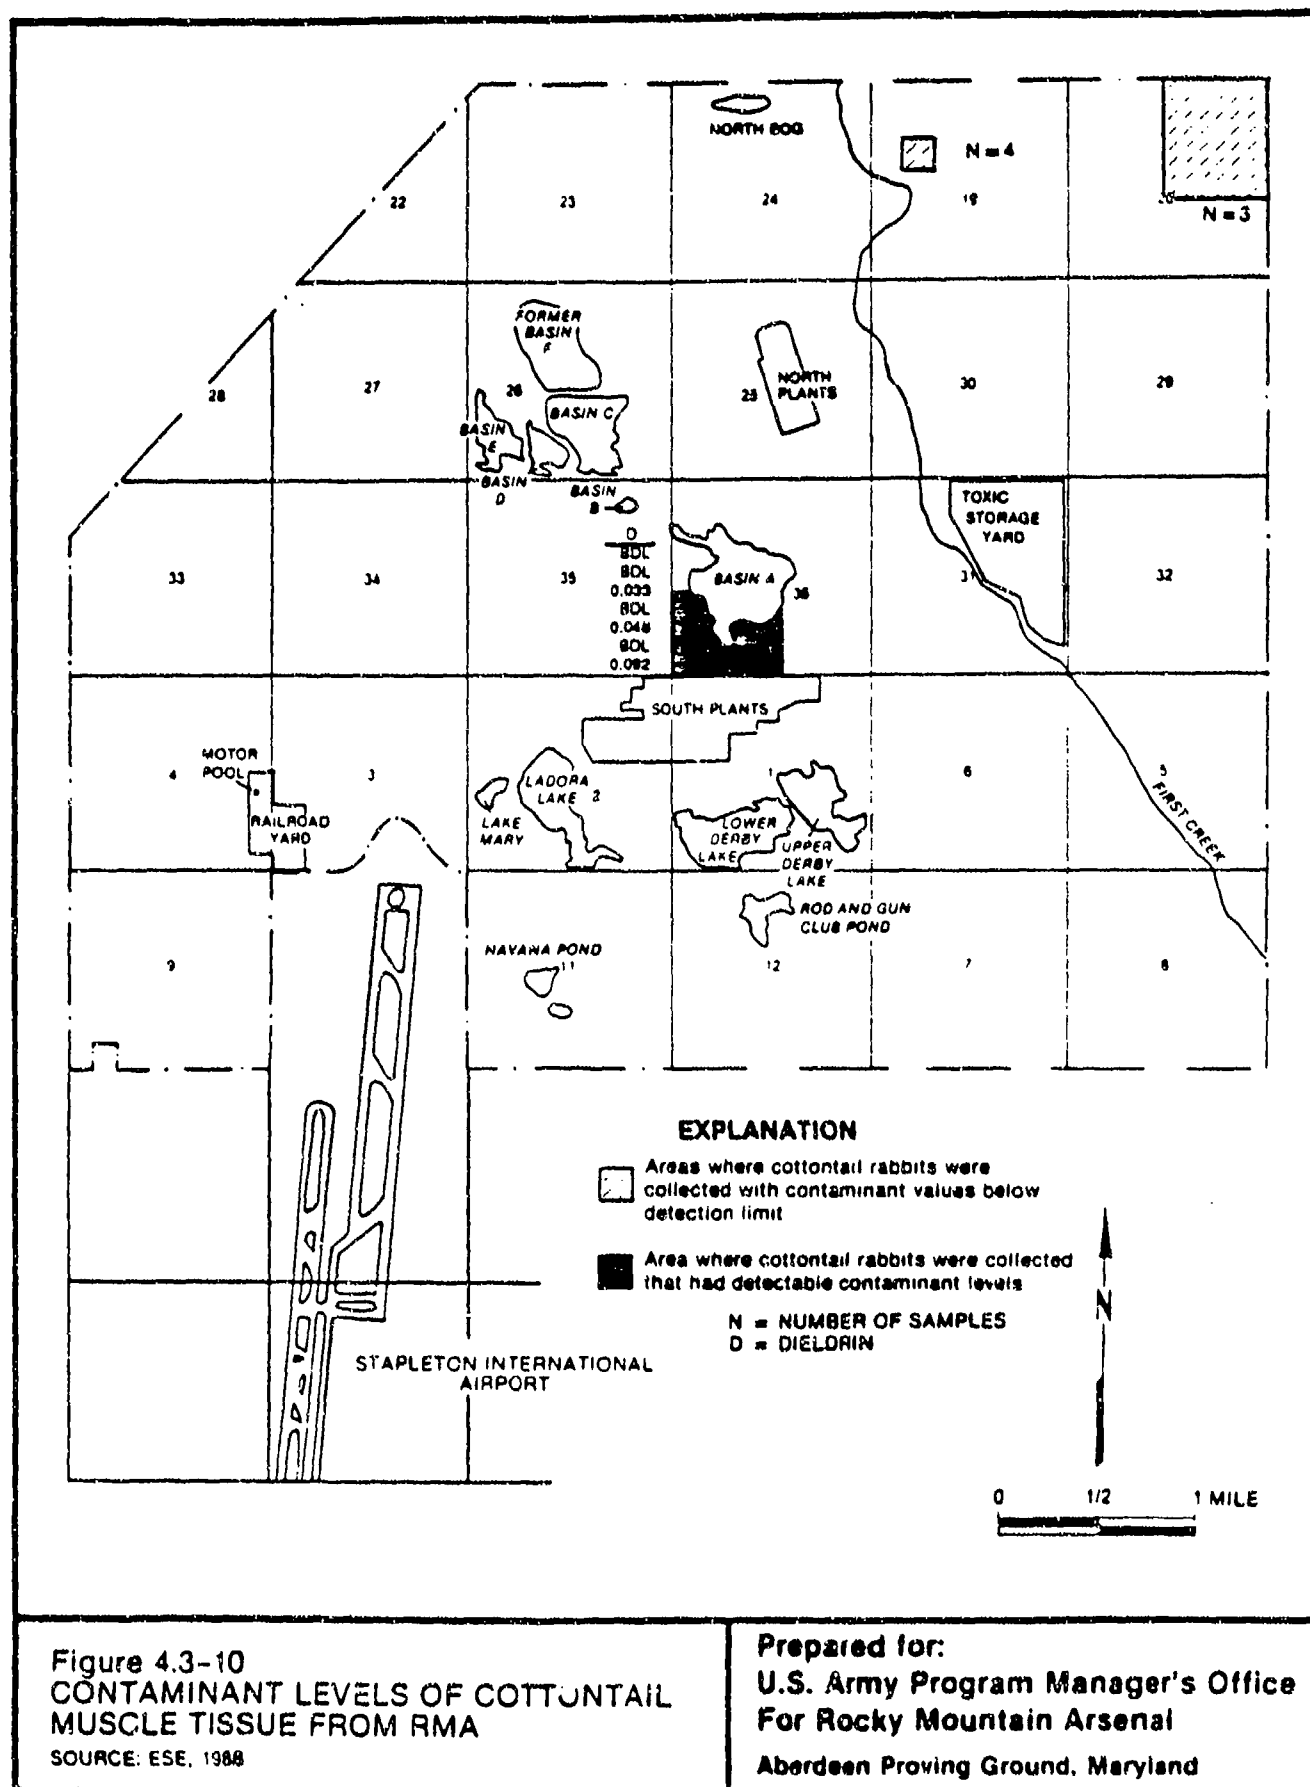 NORTH BOG
N = 4
22
23
24
19
20
N = 3
FORMER
BASIN
F
28
27
26
BASIN C
25
NORTH
PLANTS
30
29
BASIN
E
BASIN
D
BASIN
B
TOXIC
STORAGE
YARD
D
BDL
BDL
0.033
BDL
0.048
BDL
0.092
33
34
35
BASIN A
36
31
32
SOUTH PLANTS
MOTOR
POOL
4
3
RAILROAD
YARD
LADORA
LAKE 2
LAKE
MARY
1
LOWER
DERBY
LAKE
UPPER
DERBY
LAKE
6
5
FIRST CREEK
ROD AND GUN
CLUB POND
HAVANA POND
9
11
12
7
8
EXPLANATION
Areas where cottontail rabbits were
collected with contaminant values below
detection limit
Area where cottontail rabbits were collected
that had detectable contaminant levels
N = NUMBER OF SAMPLES
D = DIELDRIN
N
STAPLETON INTERNATIONAL
AIRPORT
0 1/2 1 MILE
Figure 4.3-10
CONTAMINANT LEVELS OF COTTONTAIL
MUSCLE TISSUE FROM RMA
SOURCE: ESE, 1988
Prepared for:
U.S. Army Program Manager's Office
For Rocky Mountain Arsenal
Aberdeen Proving Ground, Maryland